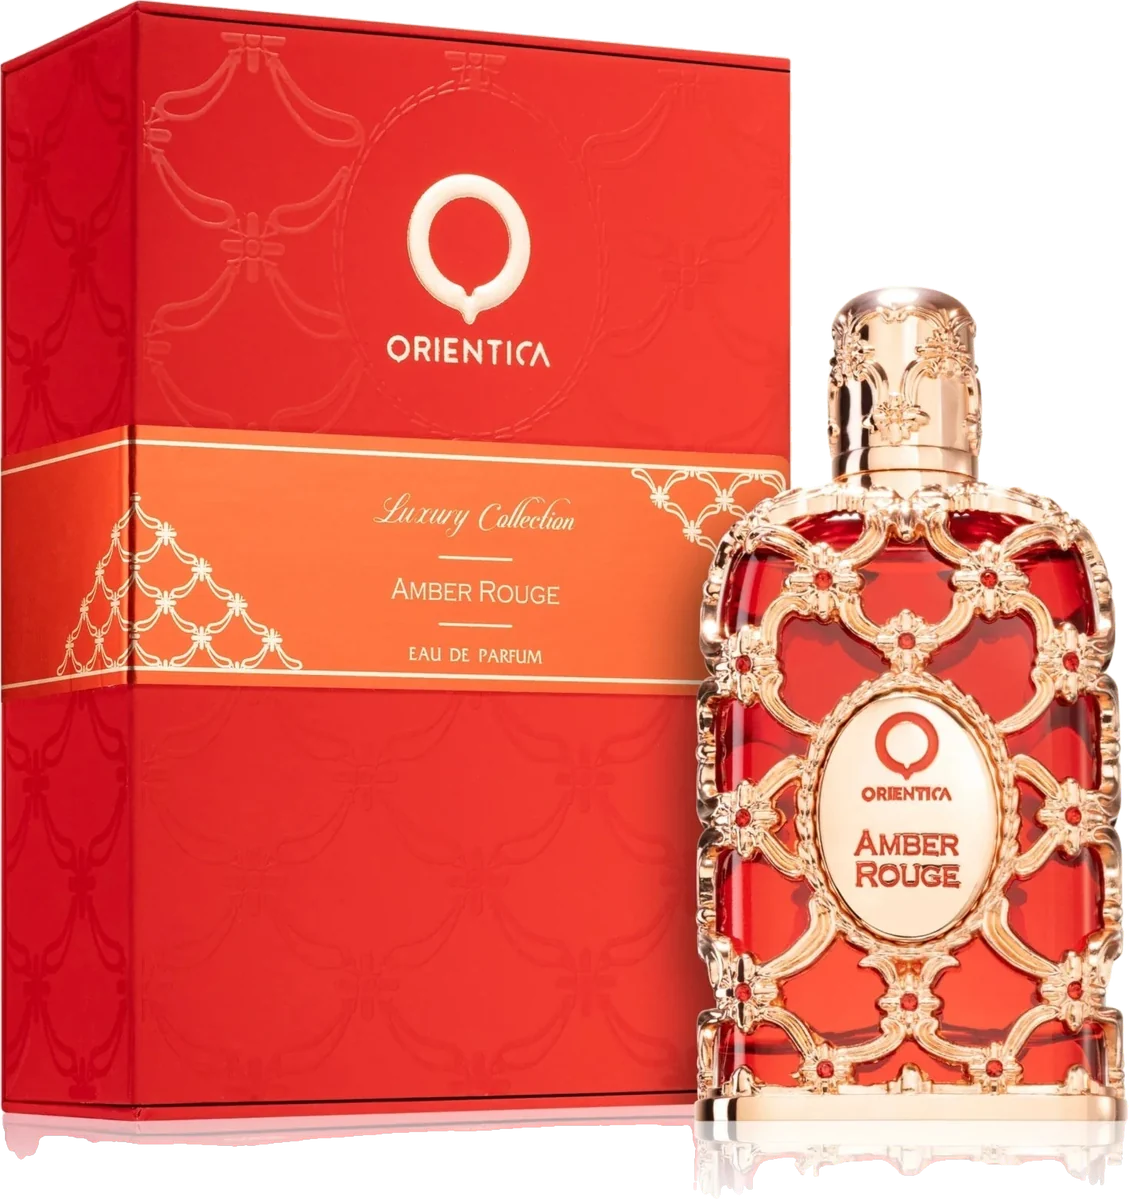 ORIENTICA
Luxury Collection
AMBER ROUGE
EAU DE PARFUM
ORIENTICA
AMBER
ROUGE